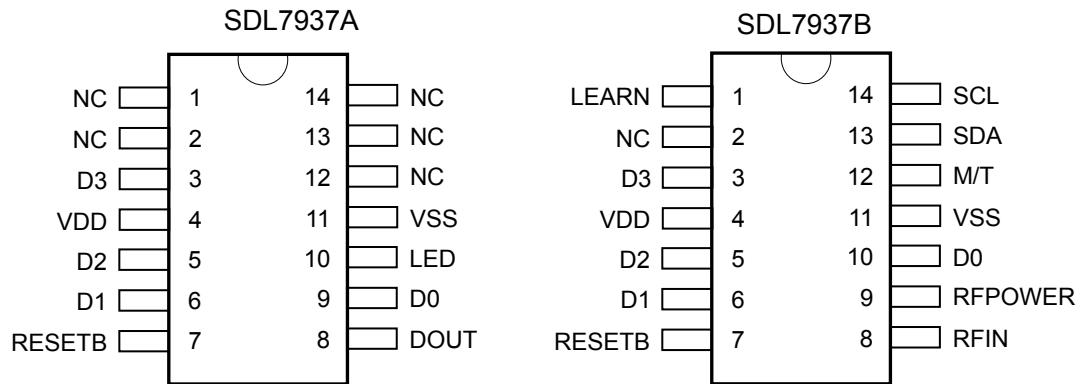 SDL7937A
NC 1 14 NC
NC 2 13 NC
D3 3 12 NC
VDD 4 11 VSS
D2 5 10 LED
D1 6 9 D0
RESETB 7 8 DOUT
SDL7937B
LEARN 1 14 SCL
NC 2 13 SDA
D3 3 12 M/T
VDD 4 11 VSS
D2 5 10 D0
D1 6 9 RFPOWER
RESETB 7 8 RFIN